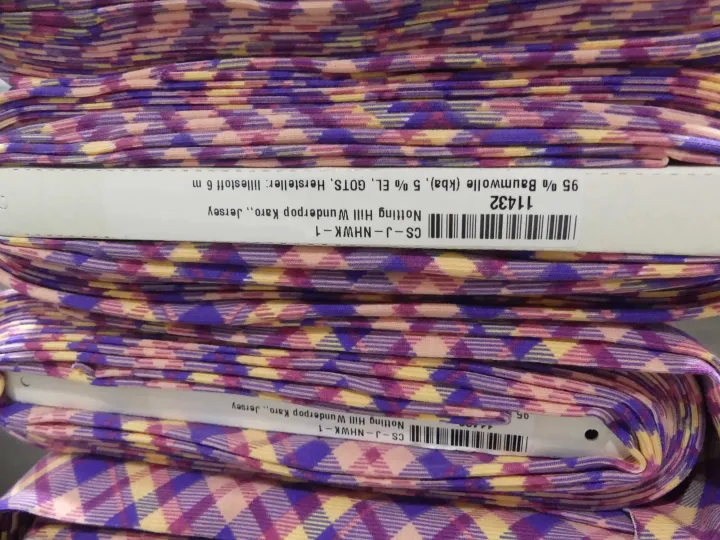 CS-J-NHWK-1
Notting Hill Wunderpop Karo,, Jersey
11432
95 % Baumwolle (kba), 5 % EL, GOTS, Hersteller: lillestoff 6 m
CS-J-NHWK-1
Notting Hill Wunderpop Karo,, Jersey
95